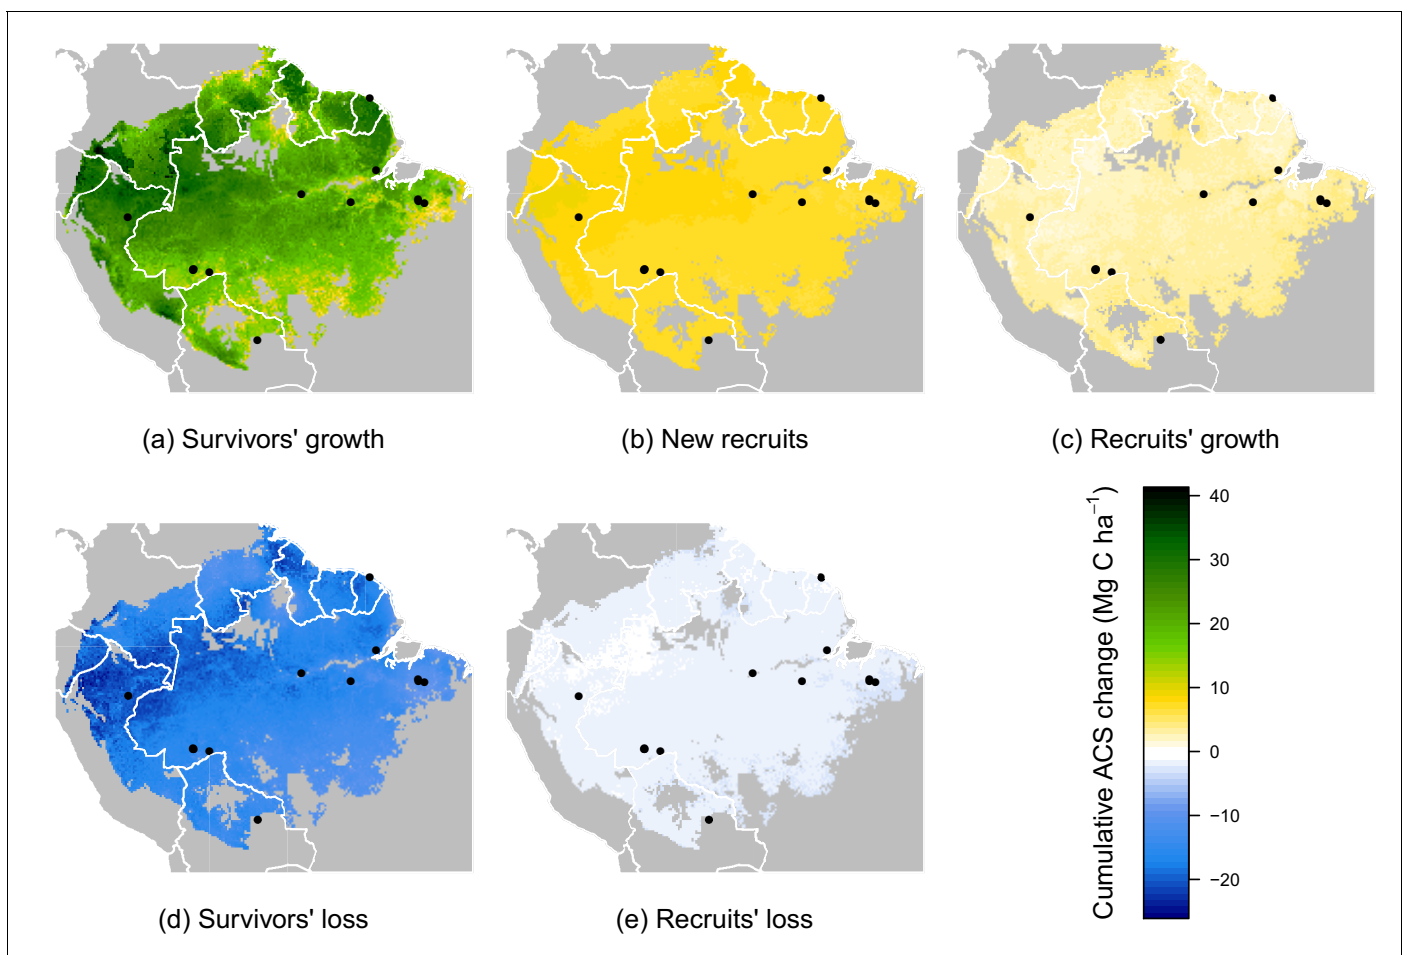 (a) Survivors' growth
(b) New recruits
(c) Recruits' growth
(d) Survivors' loss
(e) Recruits' loss
Cumulative ACS change (Mg C ha⁻¹)
40
30
20
10
0
−10
−20